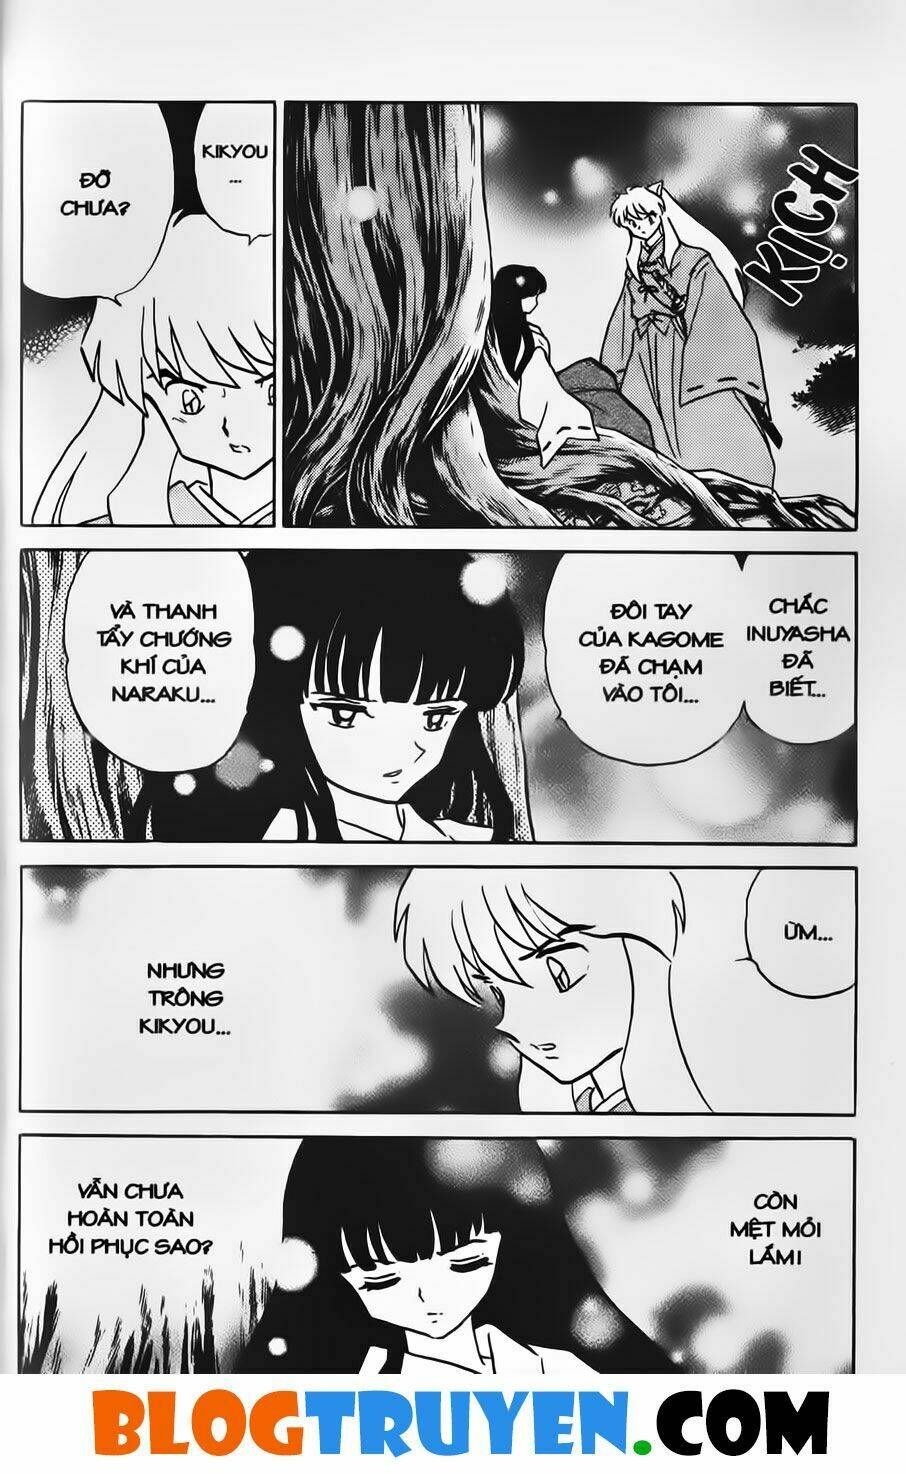 KỊCH
KIKYOU
...
ĐỠ
CHƯA?
CHẮC
INUYASHA
ĐÃ
BIẾT...
ĐÔI TAY
CỦA KAGOME
ĐÃ CHẠM
VÀO TÔI...
VÀ THANH
TẨY CHƯỚNG
KHÍ CỦA
NARAKU...
ỪM...
NHƯNG
TRÔNG
KIKYOU...
CÒN
MỆT MỎI
LẮM!
VẪN CHƯA
HOÀN TOÀN
HỒI PHỤC SAO?
BLOGTRUYEN.COM